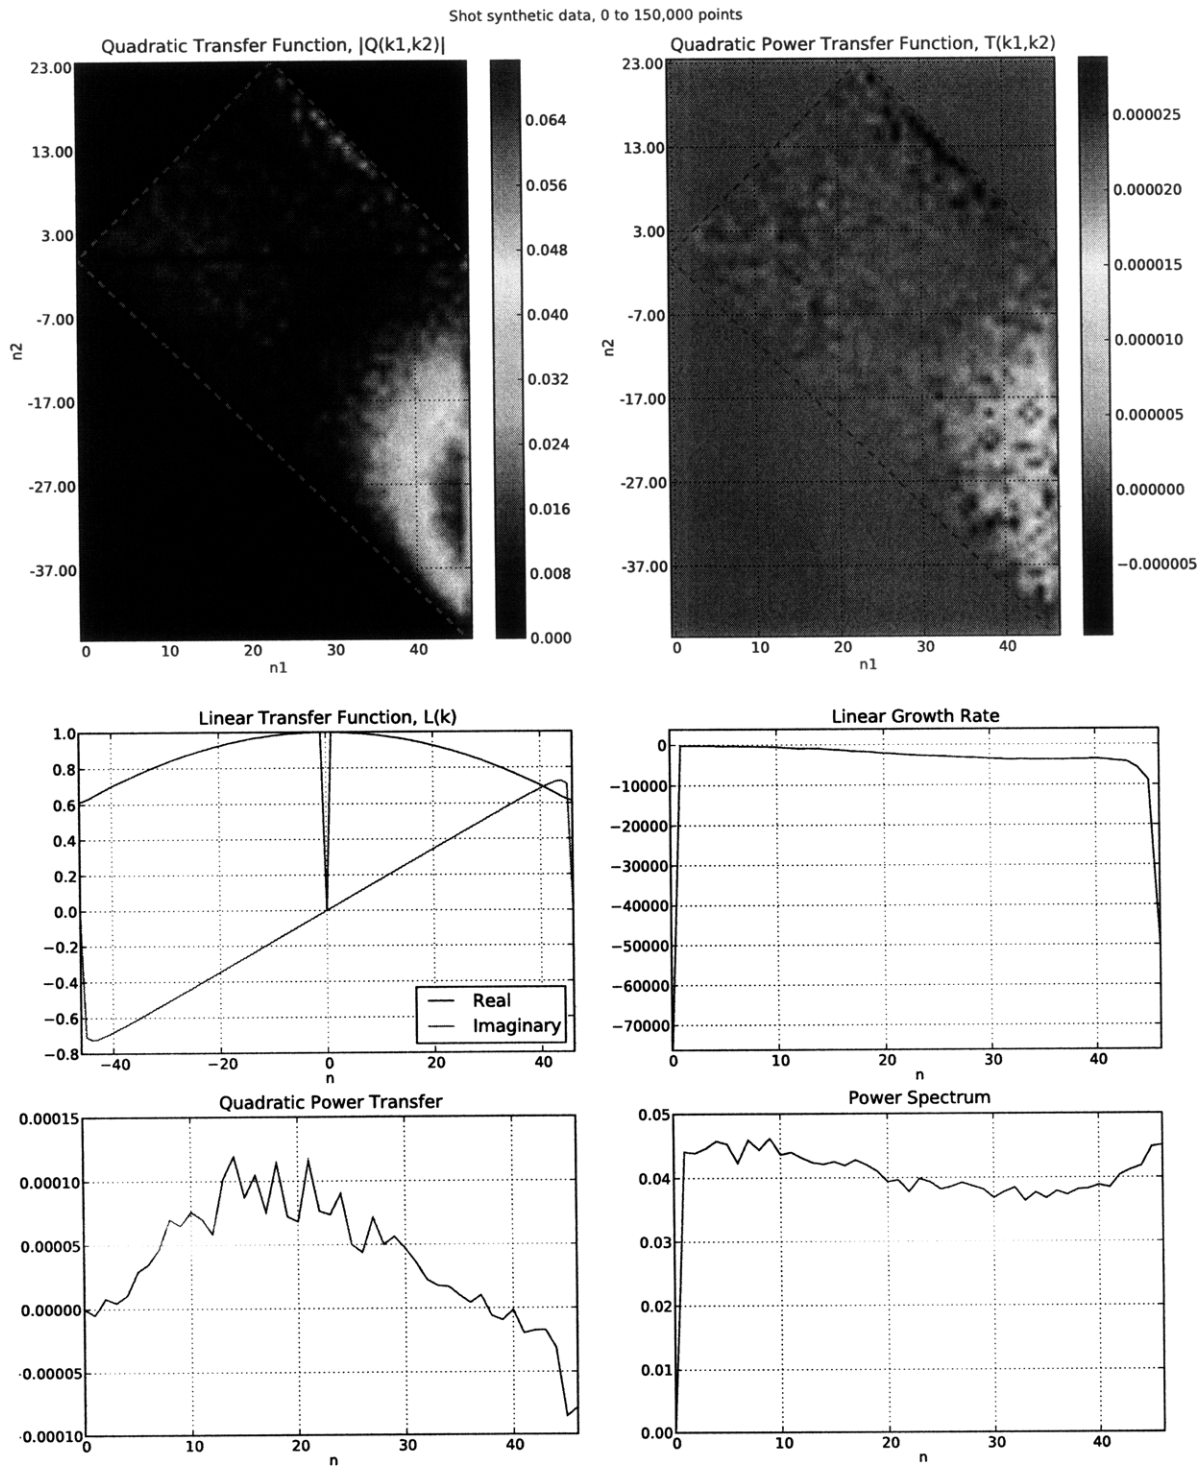 Shot synthetic data, 0 to 150,000 points
Quadratic Transfer Function, |Q(k1,k2)|
23.00
13.00
3.00
-7.00
-17.00
-27.00
-37.00
n2
0 10 20 30 40
n1
0.064
0.056
0.048
0.040
0.032
0.024
0.016
0.008
0.000
Quadratic Power Transfer Function, T(k1,k2)
23.00
13.00
3.00
-7.00
-17.00
-27.00
-37.00
n2
0 10 20 30 40
n1
0.000025
0.000020
0.000015
0.000010
0.000005
0.000000
−0.000005
Linear Transfer Function, L(k)
1.0
0.8
0.6
0.4
0.2
0.0
−0.2
−0.4
−0.6
−0.8
−40 −20 0 20 40
n
Real
Imaginary
Linear Growth Rate
0
−10000
−20000
−30000
−40000
−50000
−60000
−70000
0 10 20 30 40
n
Quadratic Power Transfer
0.00015
0.00010
0.00005
0.00000
0.00005
0.00010
0 10 20 30 40
n
Power Spectrum
0.05
0.04
0.03
0.02
0.01
0.00
0 10 20 30 40
n